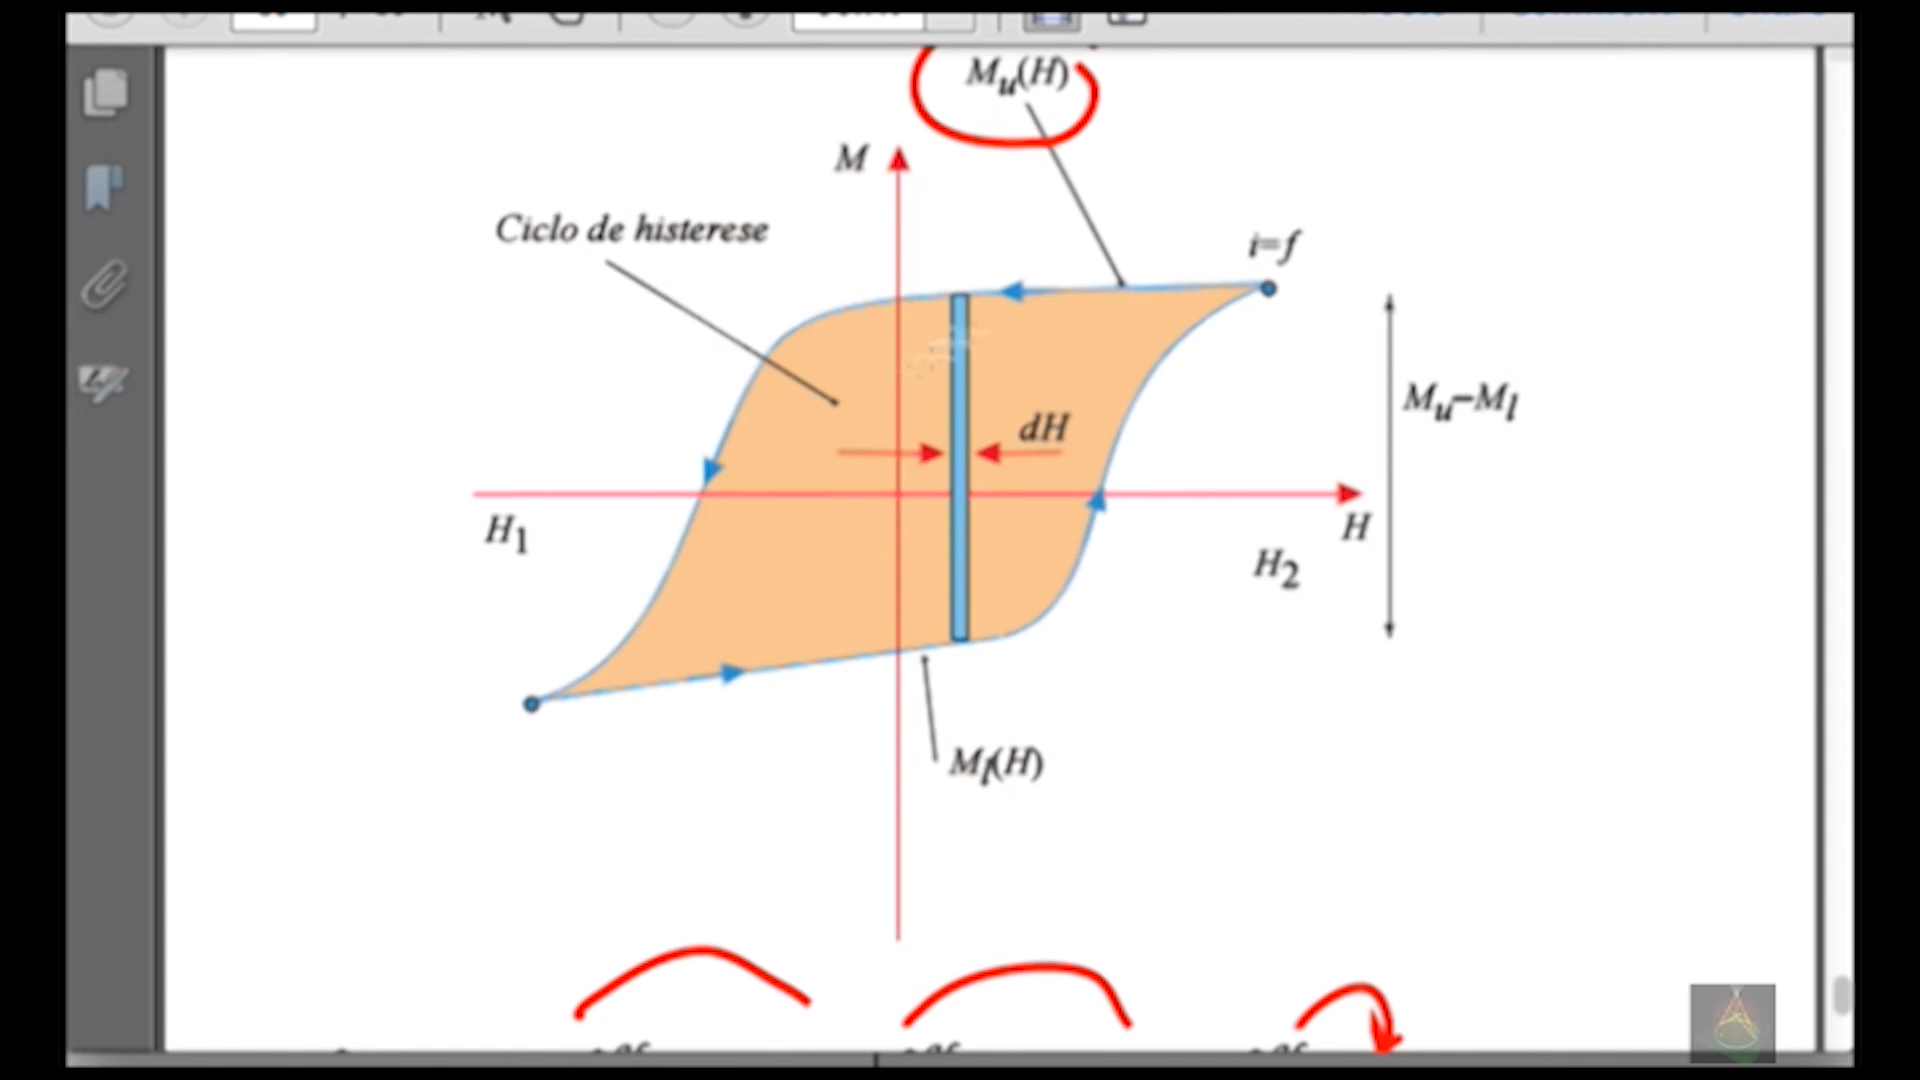 Mu(H)
M
Ciclo de histerese
i=f
Mu−Ml
dH
H1
H
H2
Ml(H)